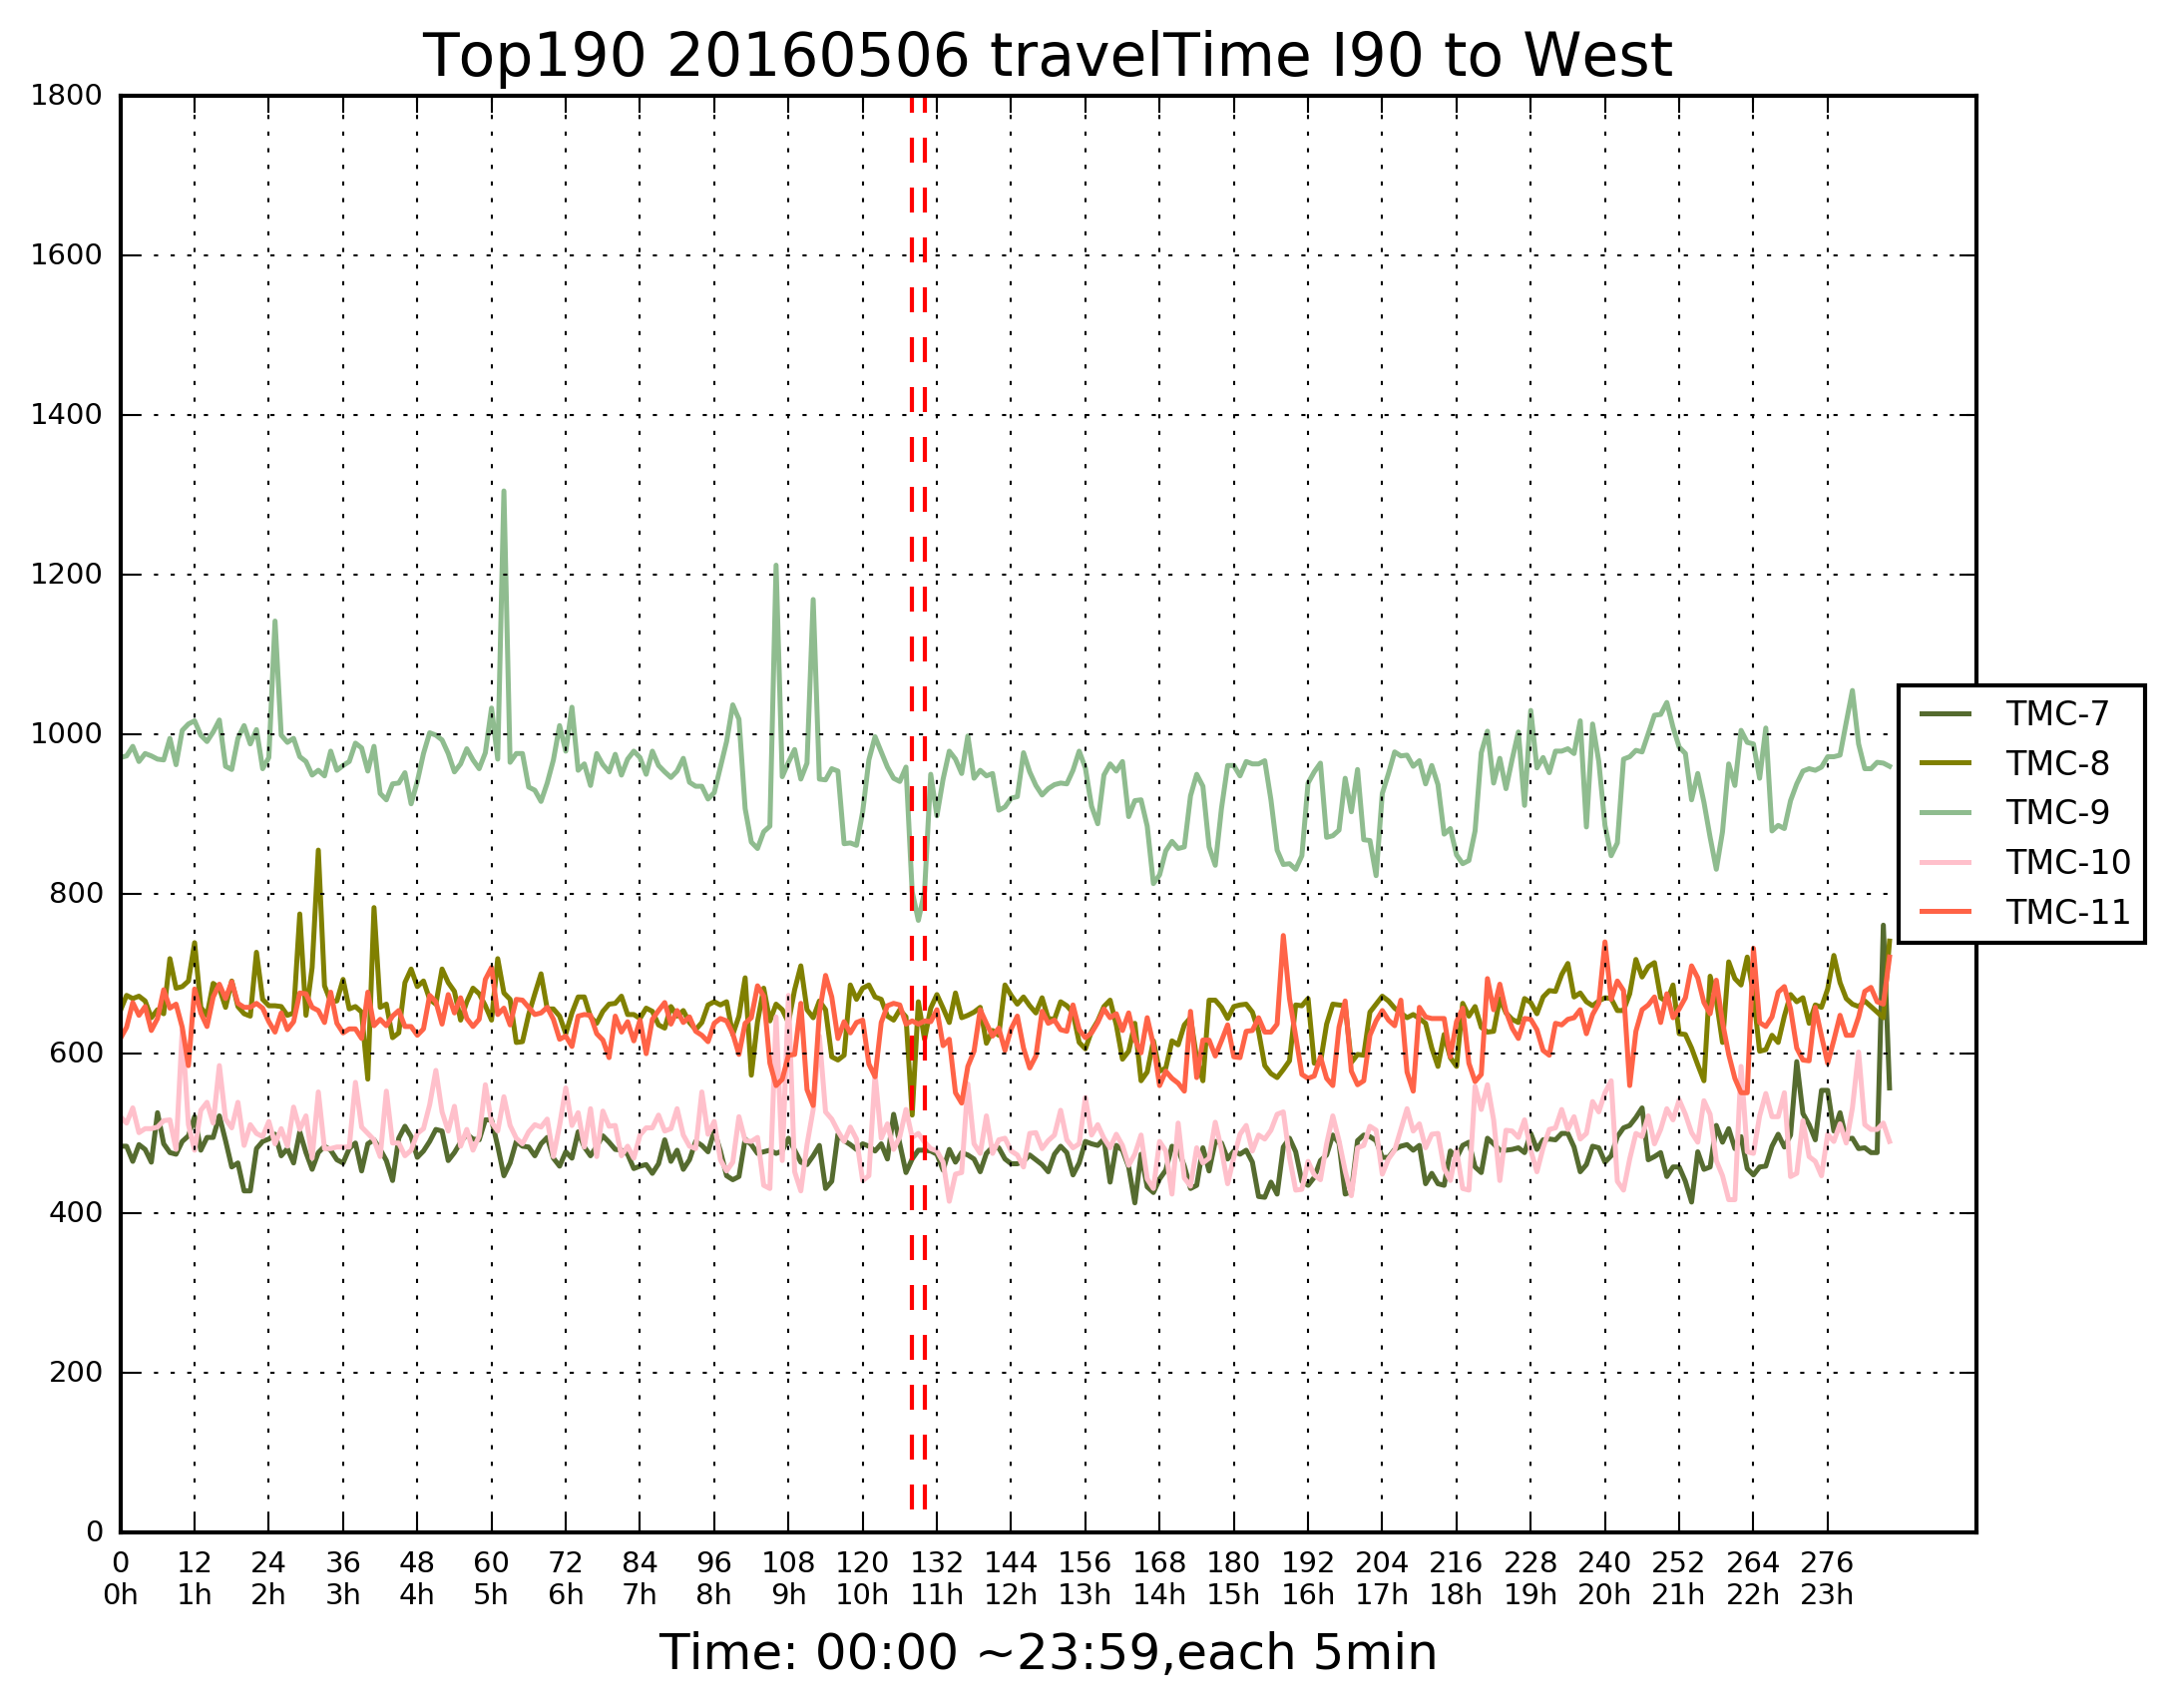 Top190 20160506 travelTime I90 to West
1800
1600
1400
1200
1000
800
600
400
200
0
TMC-7
TMC-8
TMC-9
TMC-10
TMC-11
0 12 24 36 48 60 72 84 96 108 120 132 144 156 168 180 192 204 216 228 240 252 264 276
0h 1h 2h 3h 4h 5h 6h 7h 8h 9h 10h 11h 12h 13h 14h 15h 16h 17h 18h 19h 20h 21h 22h 23h
Time: 00:00 ~23:59,each 5min